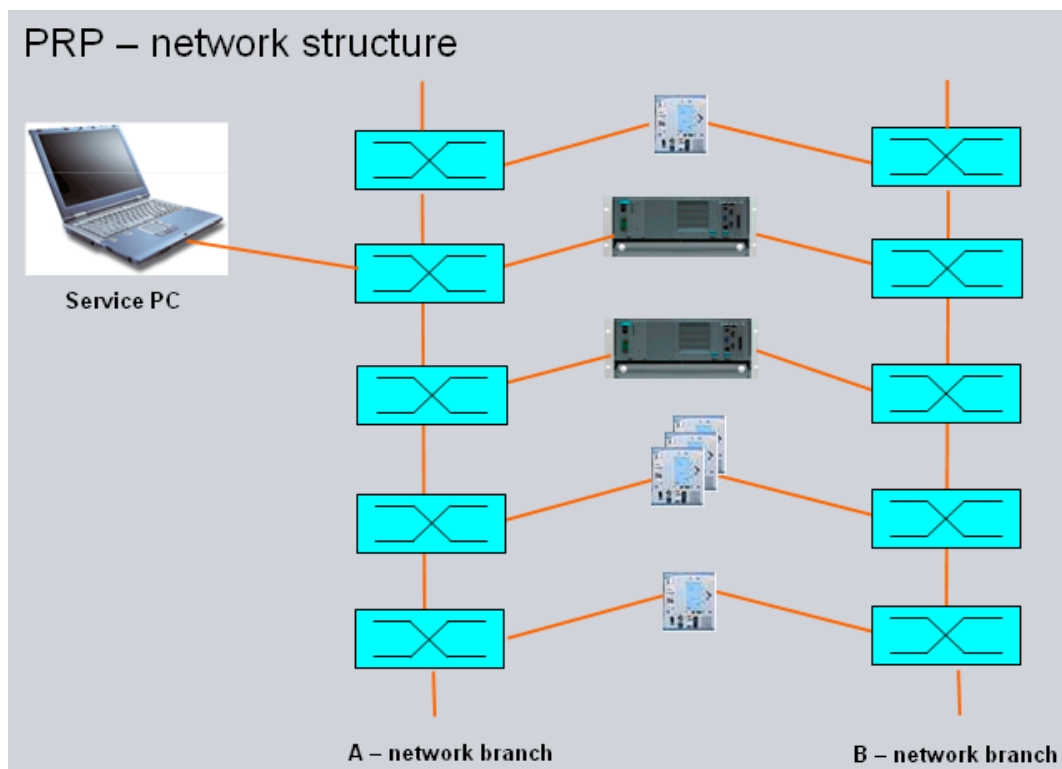 PRP – network structure
Service PC
A – network branch
B – network branch